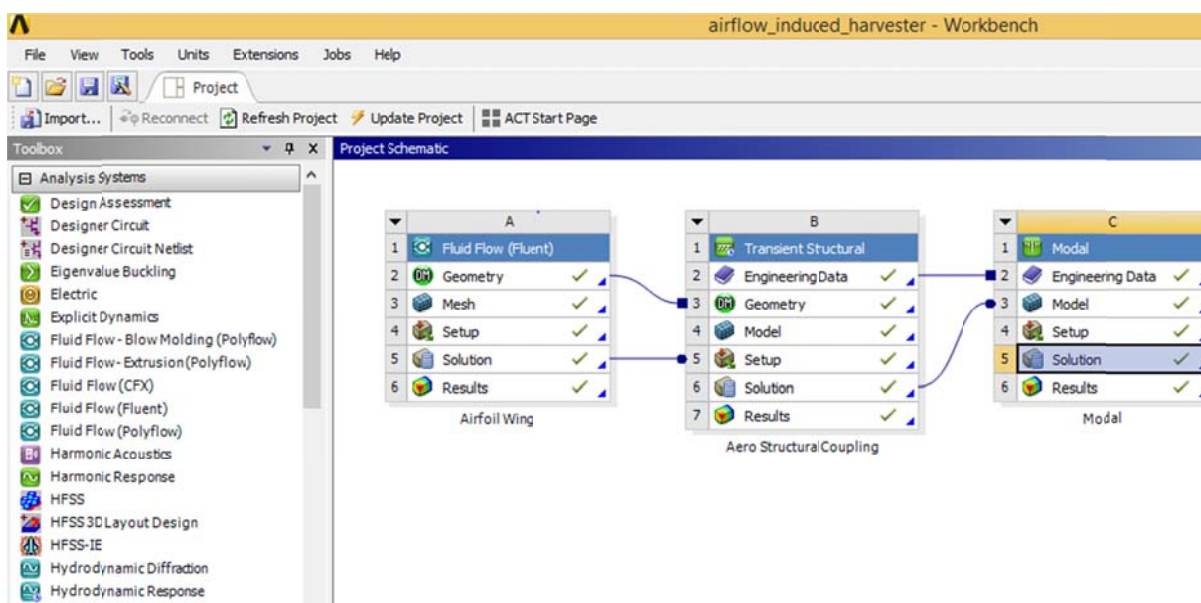 airflow_induced_harvester - Workbench
File View Tools Units Extensions Jobs Help
Project
Import... Reconnect Refresh Project Update Project ACT Start Page
Toolbox
Project Schematic
Analysis Systems
Design Assessment
Designer Circuit
Designer Circuit Netlist
Eigenvalue Buckling
Electric
Explicit Dynamics
Fluid Flow - Blow Molding (Polyflow)
Fluid Flow - Extrusion (Polyflow)
Fluid Flow (CFX)
Fluid Flow (Fluent)
Fluid Flow (Polyflow)
Harmonic Acoustics
Harmonic Response
HFSS
HFSS 3D Layout Design
HFSS-IE
Hydrodynamic Diffraction
Hydrodynamic Response
A
1 Fluid Flow (Fluent)
2 DM Geometry
3 Mesh
4 Setup
5 Solution
6 Results
Airfoil Wing
B
1 Transient Structural
2 Engineering Data
3 DM Geometry
4 Model
5 Setup
6 Solution
7 Results
Aero Structural Coupling
C
1 Modal
2 Engineering Data
3 Model
4 Setup
5 Solution
6 Results
Modal